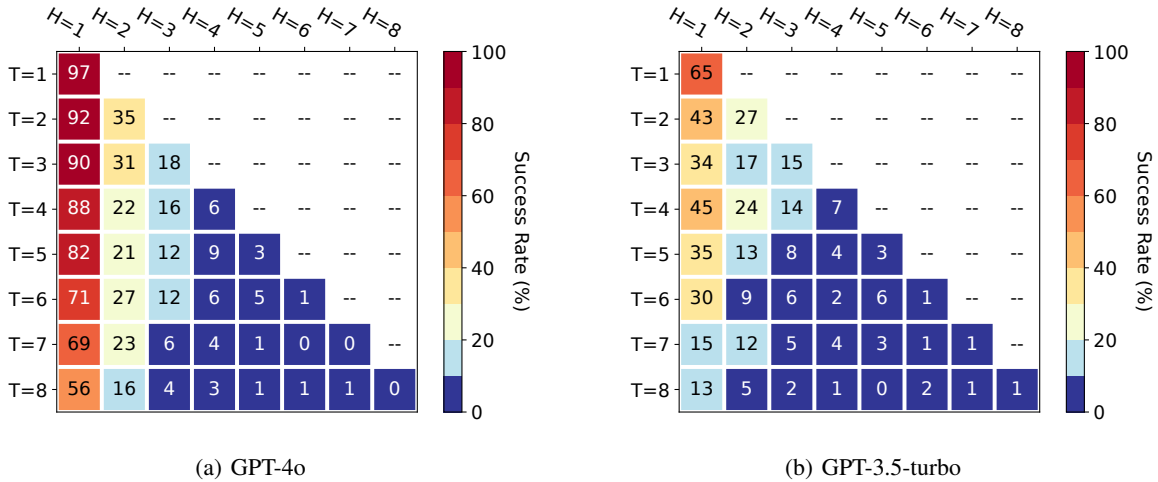 H=1 H=2 H=3 H=4 H=5 H=6 H=7 H=8
T=1 97 -- -- -- -- -- -- --
T=2 92 35 -- -- -- -- -- --
T=3 90 31 18 -- -- -- -- --
T=4 88 22 16 6 -- -- -- --
T=5 82 21 12 9 3 -- -- --
T=6 71 27 12 6 5 1 -- --
T=7 69 23 6 4 1 0 0 --
T=8 56 16 4 3 1 1 1 0
100
80
60
40
20
0
Success Rate (%)
(a) GPT-4o
H=1 H=2 H=3 H=4 H=5 H=6 H=7 H=8
T=1 65 -- -- -- -- -- -- --
T=2 43 27 -- -- -- -- -- --
T=3 34 17 15 -- -- -- -- --
T=4 45 24 14 7 -- -- -- --
T=5 35 13 8 4 3 -- -- --
T=6 30 9 6 2 6 1 -- --
T=7 15 12 5 4 3 1 1 --
T=8 13 5 2 1 0 2 1 1
100
80
60
40
20
0
Success Rate (%)
(b) GPT-3.5-turbo